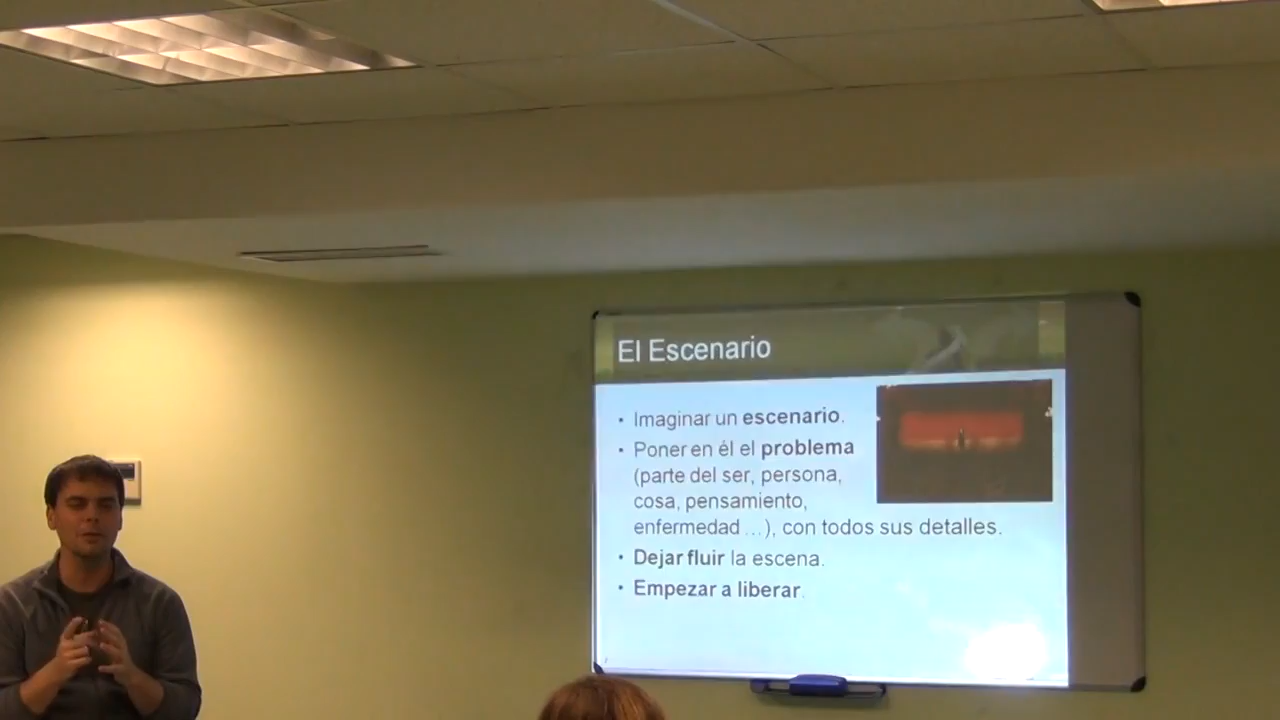 El Escenario
• Imaginar un escenario.
• Poner en él el problema
(parte del ser, persona,
cosa, pensamiento,
enfermedad ...), con todos sus detalles.
• Dejar fluir la escena.
• Empezar a liberar.